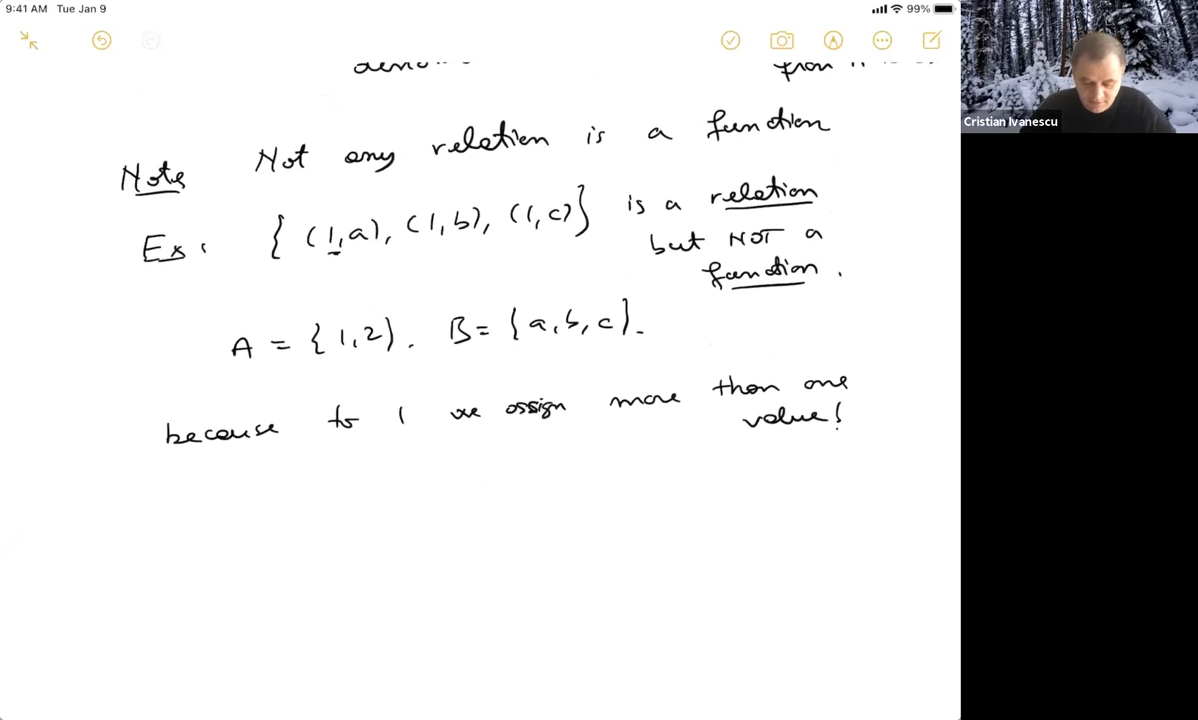 9:41 AM Tue Jan 9
99%
Cristian Ivanescu
from
Note Not any relation is a function
Ex: { (1,a), (1,b), (1,c)} is a relation
but NOT a
function.
A = {1,2}. B = {a,b,c}.
because to 1 we assign more than one
value!